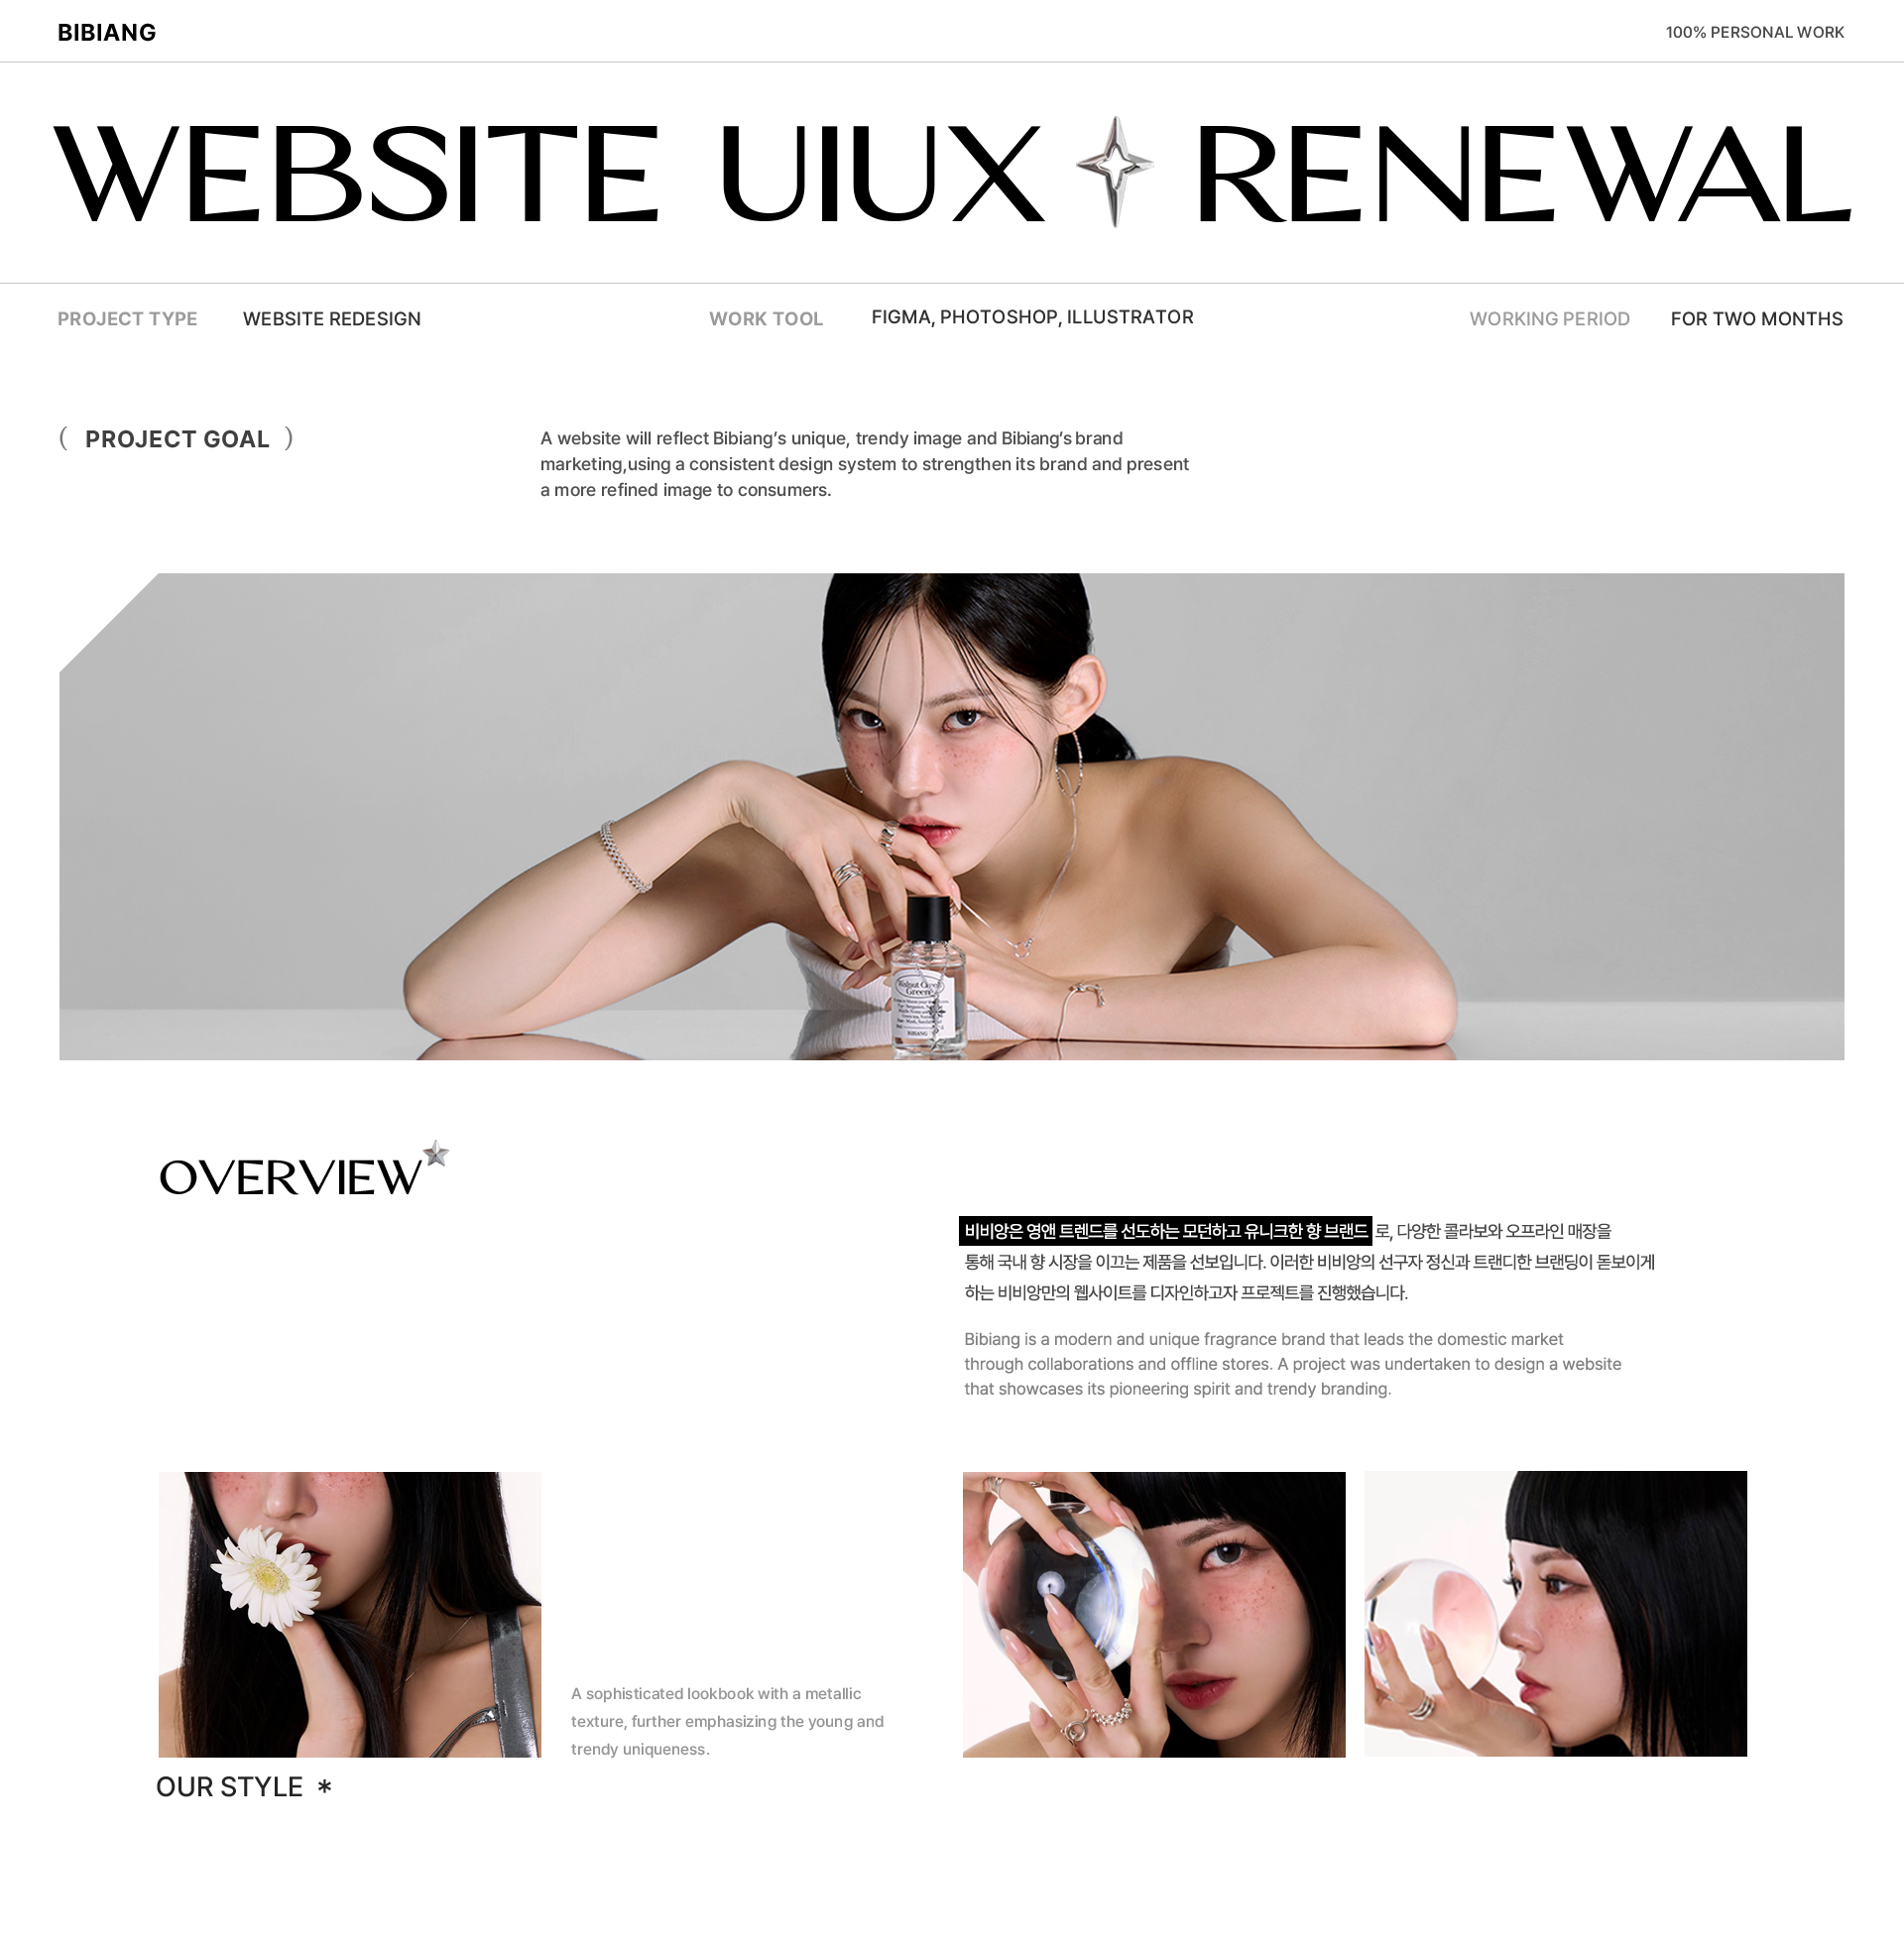 BIBIANG
100% PERSONAL WORK
WEBSITE UIUX RENEWAL
PROJECT TYPE WEBSITE REDESIGN
WORK TOOL FIGMA, PHOTOSHOP, ILLUSTRATOR
WORKING PERIOD FOR TWO MONTHS
( PROJECT GOAL )
A website will reflect Bibiang’s unique, trendy image and Bibiang’s brand
marketing,using a consistent design system to strengthen its brand and present
a more refined image to consumers.
Green
BIBIANG
OVERVIEW
비비앙은 영앤 트렌드를 선도하는 모던하고 유니크한 향 브랜드 로, 다양한 콜라보와 오프라인 매장을
통해 국내 향 시장을 이끄는 제품을 선보입니다. 이러한 비비앙의 선구자 정신과 트랜디한 브랜딩이 돋보이게
하는 비비앙만의 웹사이트를 디자인하고자 프로젝트를 진행했습니다.
Bibiang is a modern and unique fragrance brand that leads the domestic market
through collaborations and offline stores. A project was undertaken to design a website
that showcases its pioneering spirit and trendy branding.
A sophisticated lookbook with a metallic
texture, further emphasizing the young and
trendy uniqueness.
OUR STYLE *